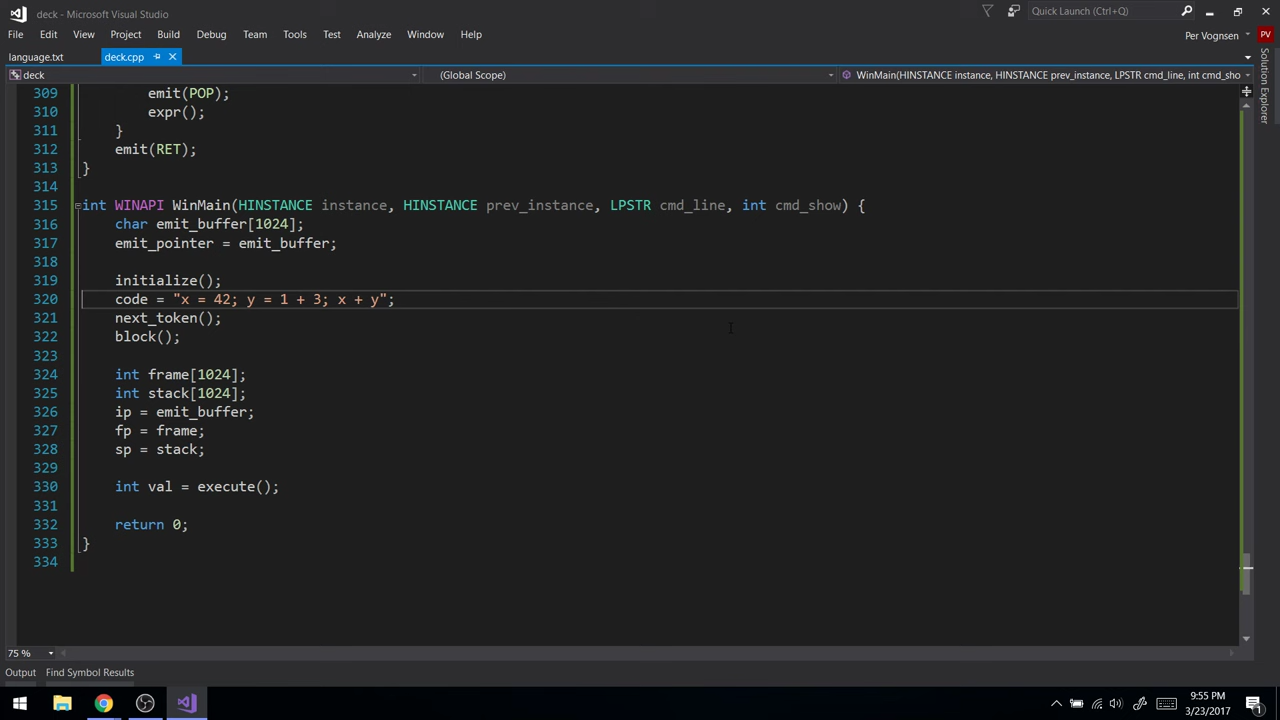 deck - Microsoft Visual Studio
Quick Launch (Ctrl+Q)
File Edit View Project Build Debug Team Tools Test Analyze Window Help
Per Vognsen PV
language.txt deck.cpp
deck (Global Scope) WinMain(HINSTANCE instance, HINSTANCE prev_instance, LPSTR cmd_line, int cmd_sho
Solution Explorer
309 emit(POP);
310 expr();
311 }
312 emit(RET);
313 }
314
315 int WINAPI WinMain(HINSTANCE instance, HINSTANCE prev_instance, LPSTR cmd_line, int cmd_show) {
316 char emit_buffer[1024];
317 emit_pointer = emit_buffer;
318
319 initialize();
320 code = "x = 42; y = 1 + 3; x + y";
321 next_token();
322 block();
323
324 int frame[1024];
325 int stack[1024];
326 ip = emit_buffer;
327 fp = frame;
328 sp = stack;
329
330 int val = execute();
331
332 return 0;
333 }
334
75 %
Output Find Symbol Results
9:55 PM
3/23/2017
1